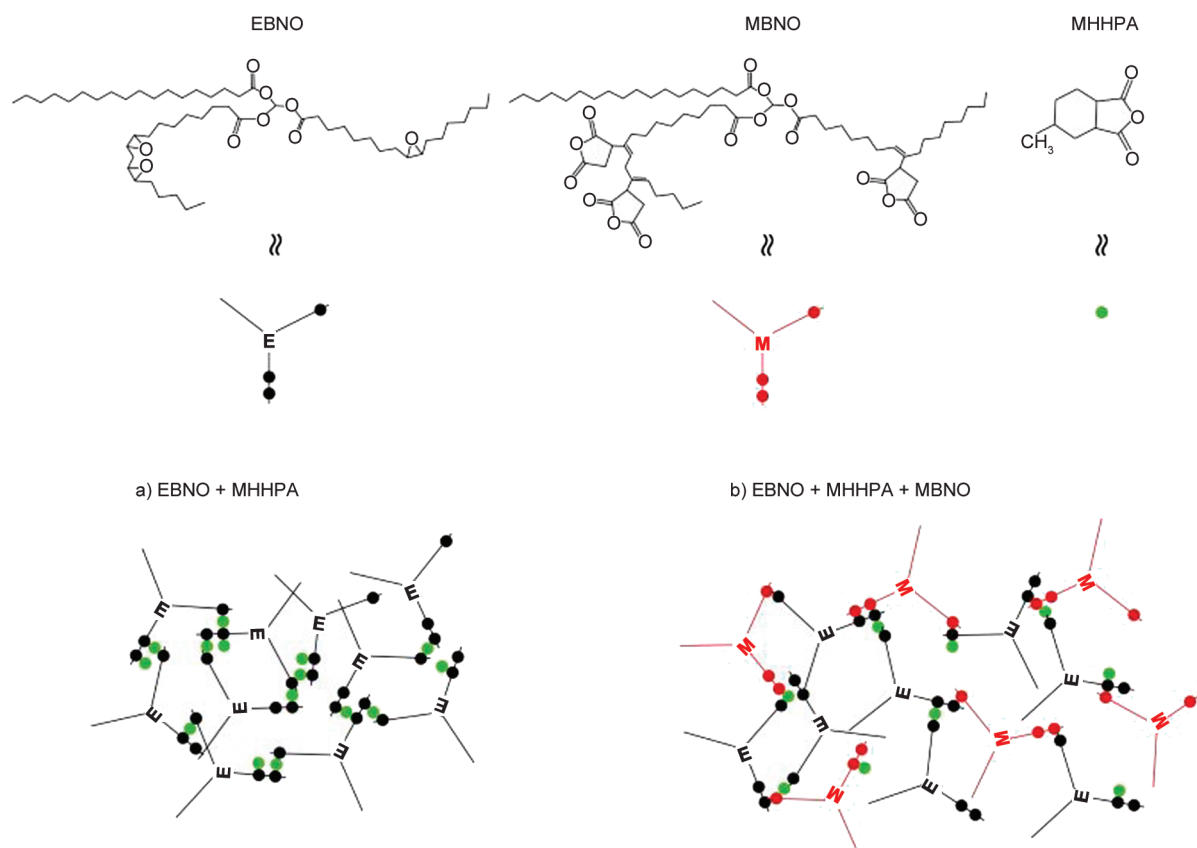 EBNO MBNO MHHPA
O O O O O O O O
O O O O O O O O
O O O O
O O O O CH3 O
O O
O O O O
O O O
E M
a) EBNO + MHHPA b) EBNO + MHHPA + MBNO
E E E E E E E E E E
M M M M M M E E E E E E E E